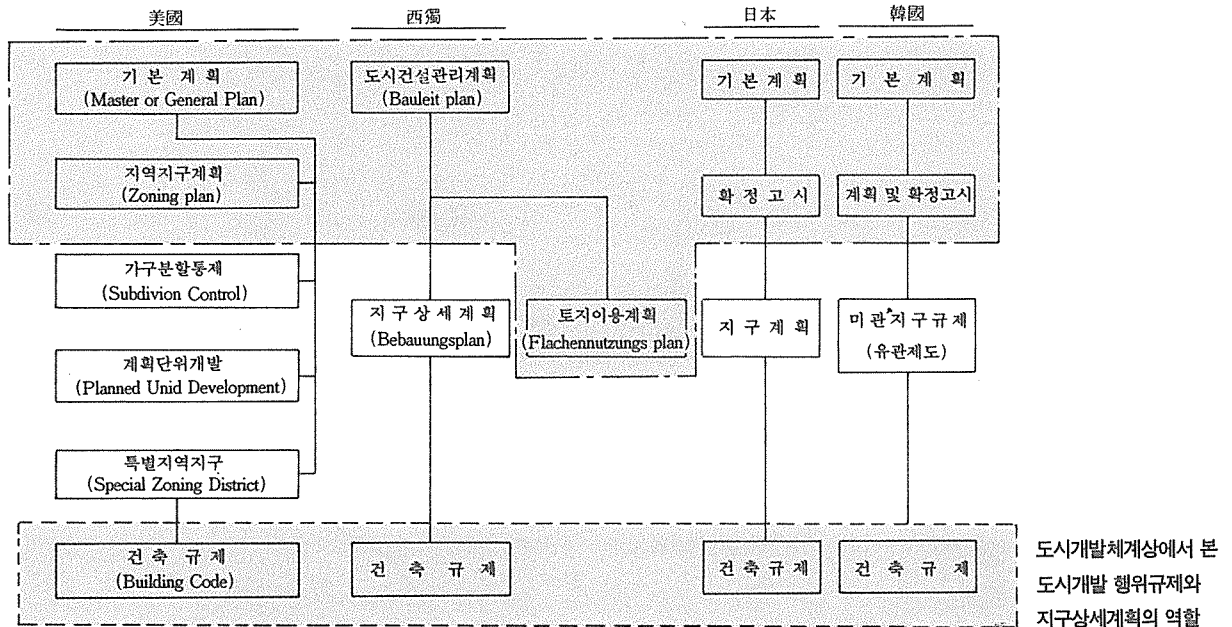 美國
西獨
日本
韓國
기 본 계 획
(Master or General Plan)
도시건설관리계획
(Bauleit plan)
기 본 계 획
기 본 계 획
지역지구계획
(Zoning plan)
확 정 고 시
계획 및 확정고시
가구분할통제
(Subdivion Control)
지 구 상 세 계 획
(Bebauungsplan)
토지이용계획
(Flachennutzungs plan)
지 구 계 획
미 관 지 구 규 제
(유관제도)
계획단위개발
(Planned Unid Development)
특별지역지구
(Special Zoning District)
건 축 규 제
(Building Code)
건 축 규 제
건 축 규 제
건 축 규 제
도시개발체계상에서 본
도시개발 행위규제와
지구상세계획의 역할